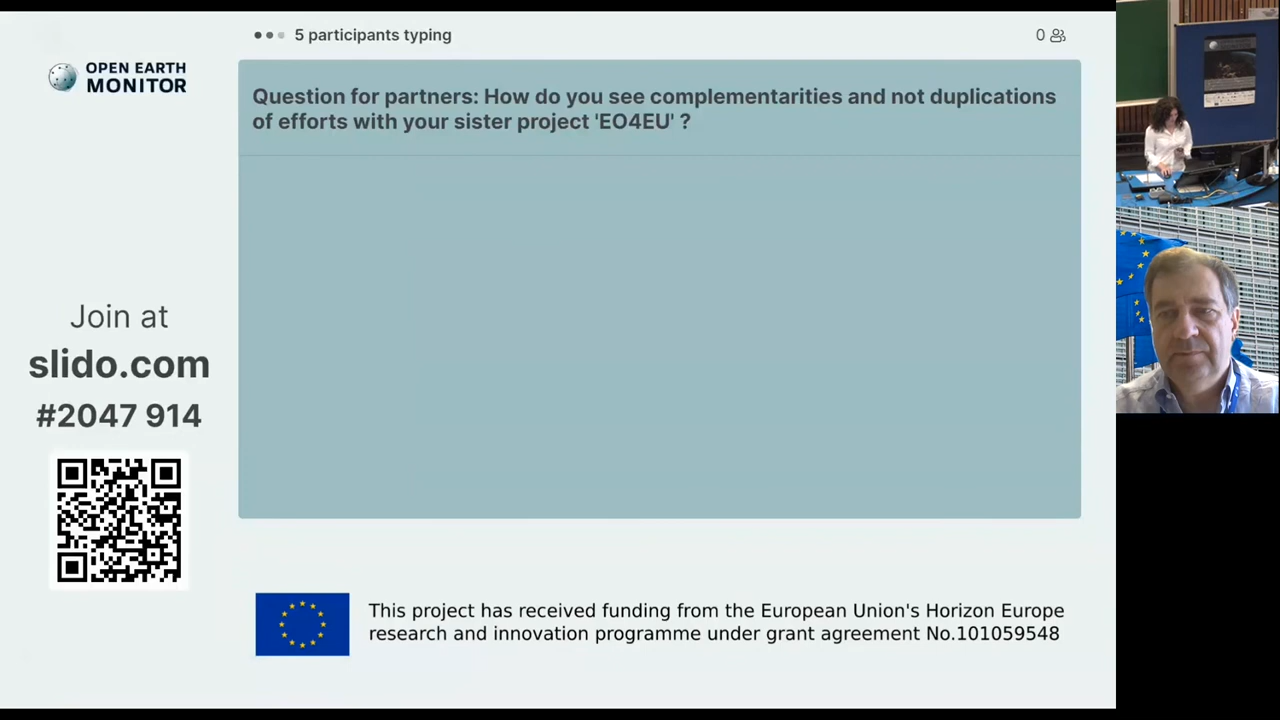 5 participants typing
0
OPEN EARTH
MONITOR
Question for partners: How do you see complementarities and not duplications
of efforts with your sister project 'EO4EU' ?
Join at
slido.com
#2047 914
This project has received funding from the European Union's Horizon Europe
research and innovation programme under grant agreement No.101059548